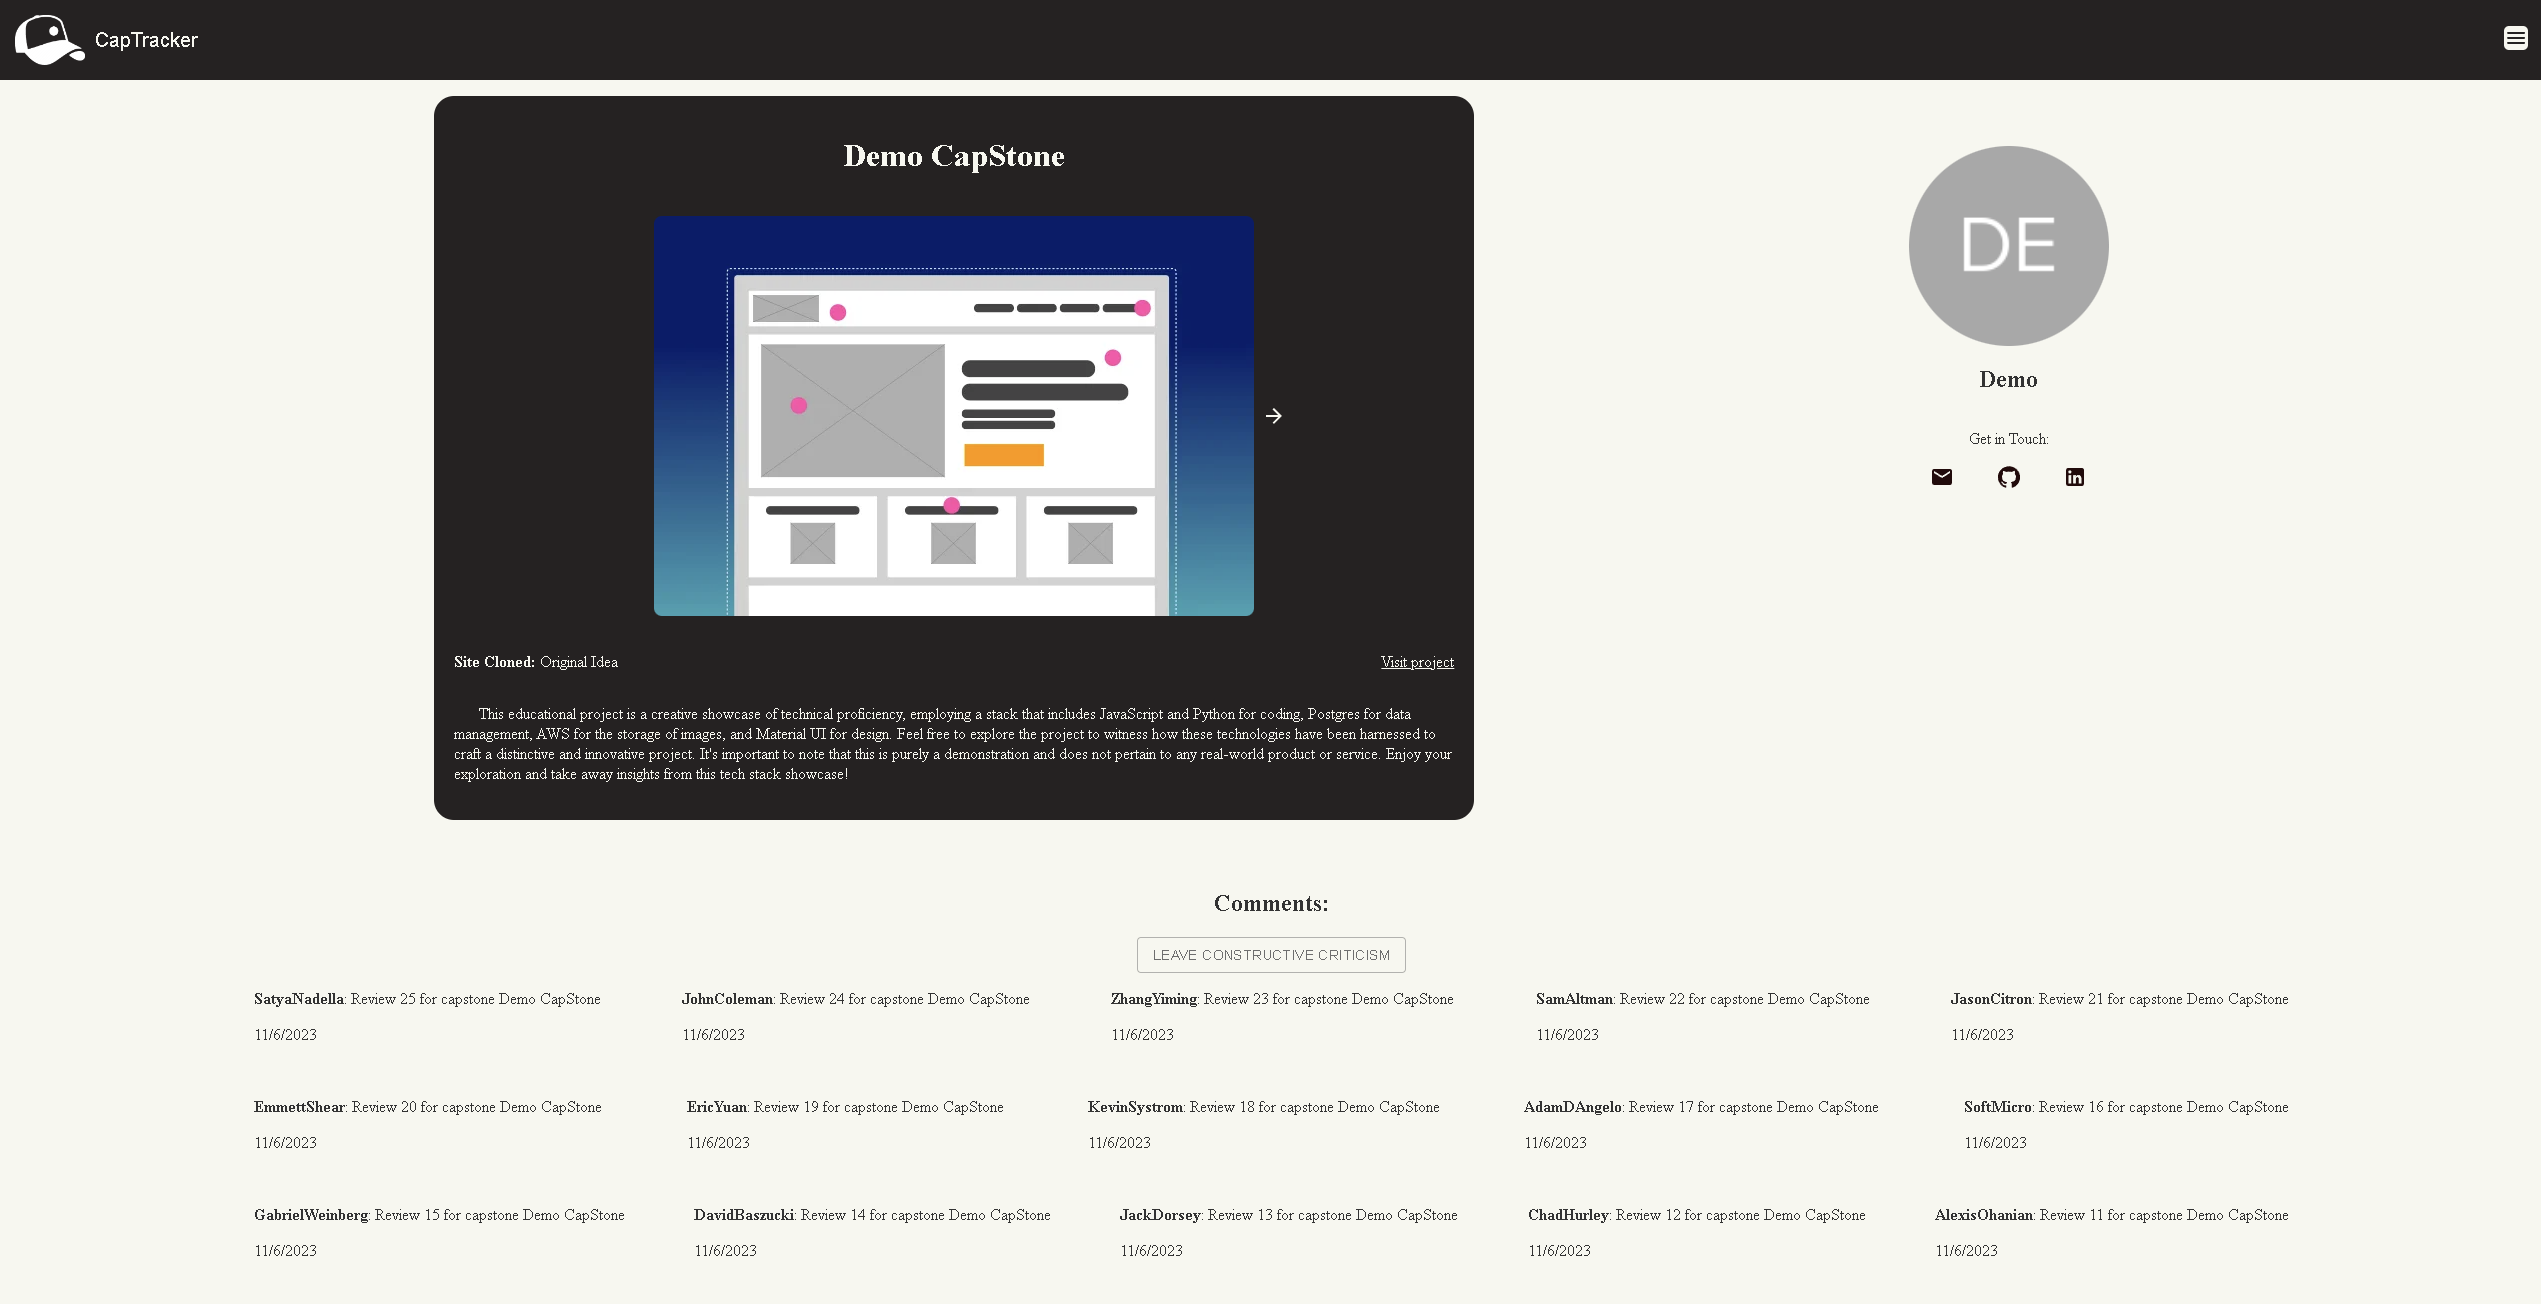 CapTracker
Demo CapStone
DE
Demo
Get in Touch:
Site Cloned: Original Idea
Visit project
This educational project is a creative showcase of technical proficiency, employing a stack that includes JavaScript and Python for coding, Postgres for data
management, AWS for the storage of images, and Material UI for design. Feel free to explore the project to witness how these technologies have been harnessed to
craft a distinctive and innovative project. It's important to note that this is purely a demonstration and does not pertain to any real-world product or service. Enjoy your
exploration and take away insights from this tech stack showcase!
Comments:
LEAVE CONSTRUCTIVE CRITICISM
SatyaNadella: Review 25 for capstone Demo CapStone
11/6/2023
JohnColeman: Review 24 for capstone Demo CapStone
11/6/2023
ZhangYiming: Review 23 for capstone Demo CapStone
11/6/2023
SamAltman: Review 22 for capstone Demo CapStone
11/6/2023
JasonCitron: Review 21 for capstone Demo CapStone
11/6/2023
EmmettShear: Review 20 for capstone Demo CapStone
11/6/2023
EricYuan: Review 19 for capstone Demo CapStone
11/6/2023
KevinSystrom: Review 18 for capstone Demo CapStone
11/6/2023
AdamDAngelo: Review 17 for capstone Demo CapStone
11/6/2023
SoftMicro: Review 16 for capstone Demo CapStone
11/6/2023
GabrielWeinberg: Review 15 for capstone Demo CapStone
11/6/2023
DavidBaszucki: Review 14 for capstone Demo CapStone
11/6/2023
JackDorsey: Review 13 for capstone Demo CapStone
11/6/2023
ChadHurley: Review 12 for capstone Demo CapStone
11/6/2023
AlexisOhanian: Review 11 for capstone Demo CapStone
11/6/2023